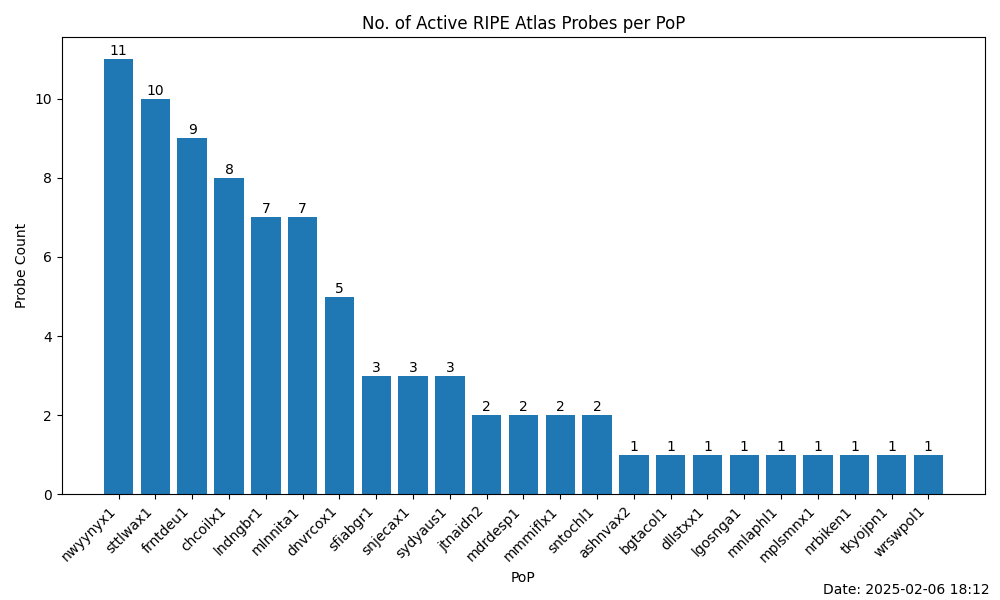 No. of Active RIPE Atlas Probes per PoP
Probe Count
10
8
6
4
2
0
11
10
9
8
7
7
5
3
3
3
2
2
2
2
1
1
1
1
1
1
1
1
1
nwyynyx1
sttlwax1
frntdeu1
chcoilx1
lndngbr1
mlnnita1
dnvrcox1
sfiabgr1
snjecax1
sydyaus1
jtnaidn2
mdrdesp1
mmmiflx1
sntochl1
ashnvax2
bgtacol1
dllstxx1
lgosnga1
mnlaphl1
mplsmnx1
nrbiken1
tkyojpn1
wrswpol1
PoP
Date: 2025-02-06 18:12